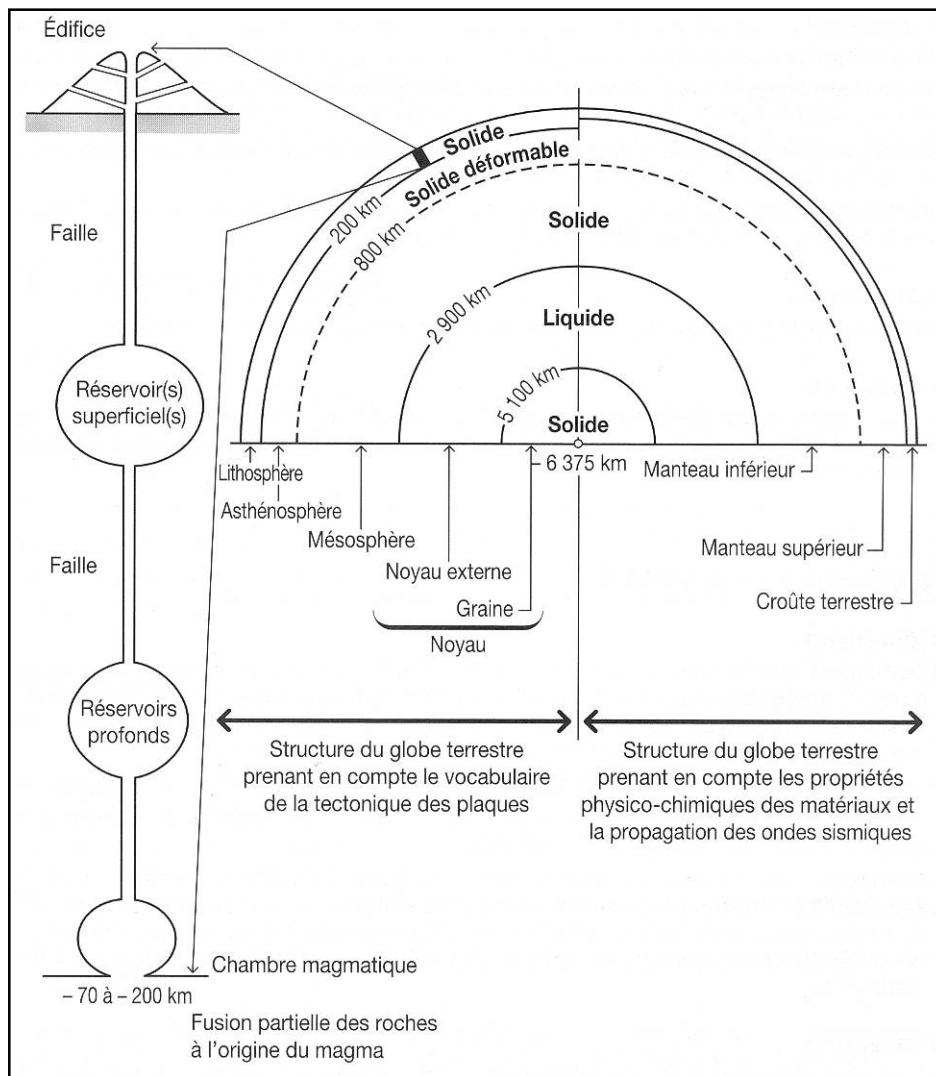 Édifice
Faille
Réservoir(s)
superficiel(s)
Faille
Réservoirs
profonds
Chambre magmatique
– 70 à – 200 km
Fusion partielle des roches
à l'origine du magma
Solide
Solide déformable
200 km
800 km
Solide
2 900 km
Liquide
5 100 km
Solide
– 6 375 km
Lithosphère
Asthénosphère
Mésosphère
Noyau externe
Graine
Noyau
Manteau inférieur
Manteau supérieur
Croûte terrestre
Structure du globe terrestre
prenant en compte le vocabulaire
de la tectonique des plaques
Structure du globe terrestre
prenant en compte les propriétés
physico-chimiques des matériaux et
la propagation des ondes sismiques